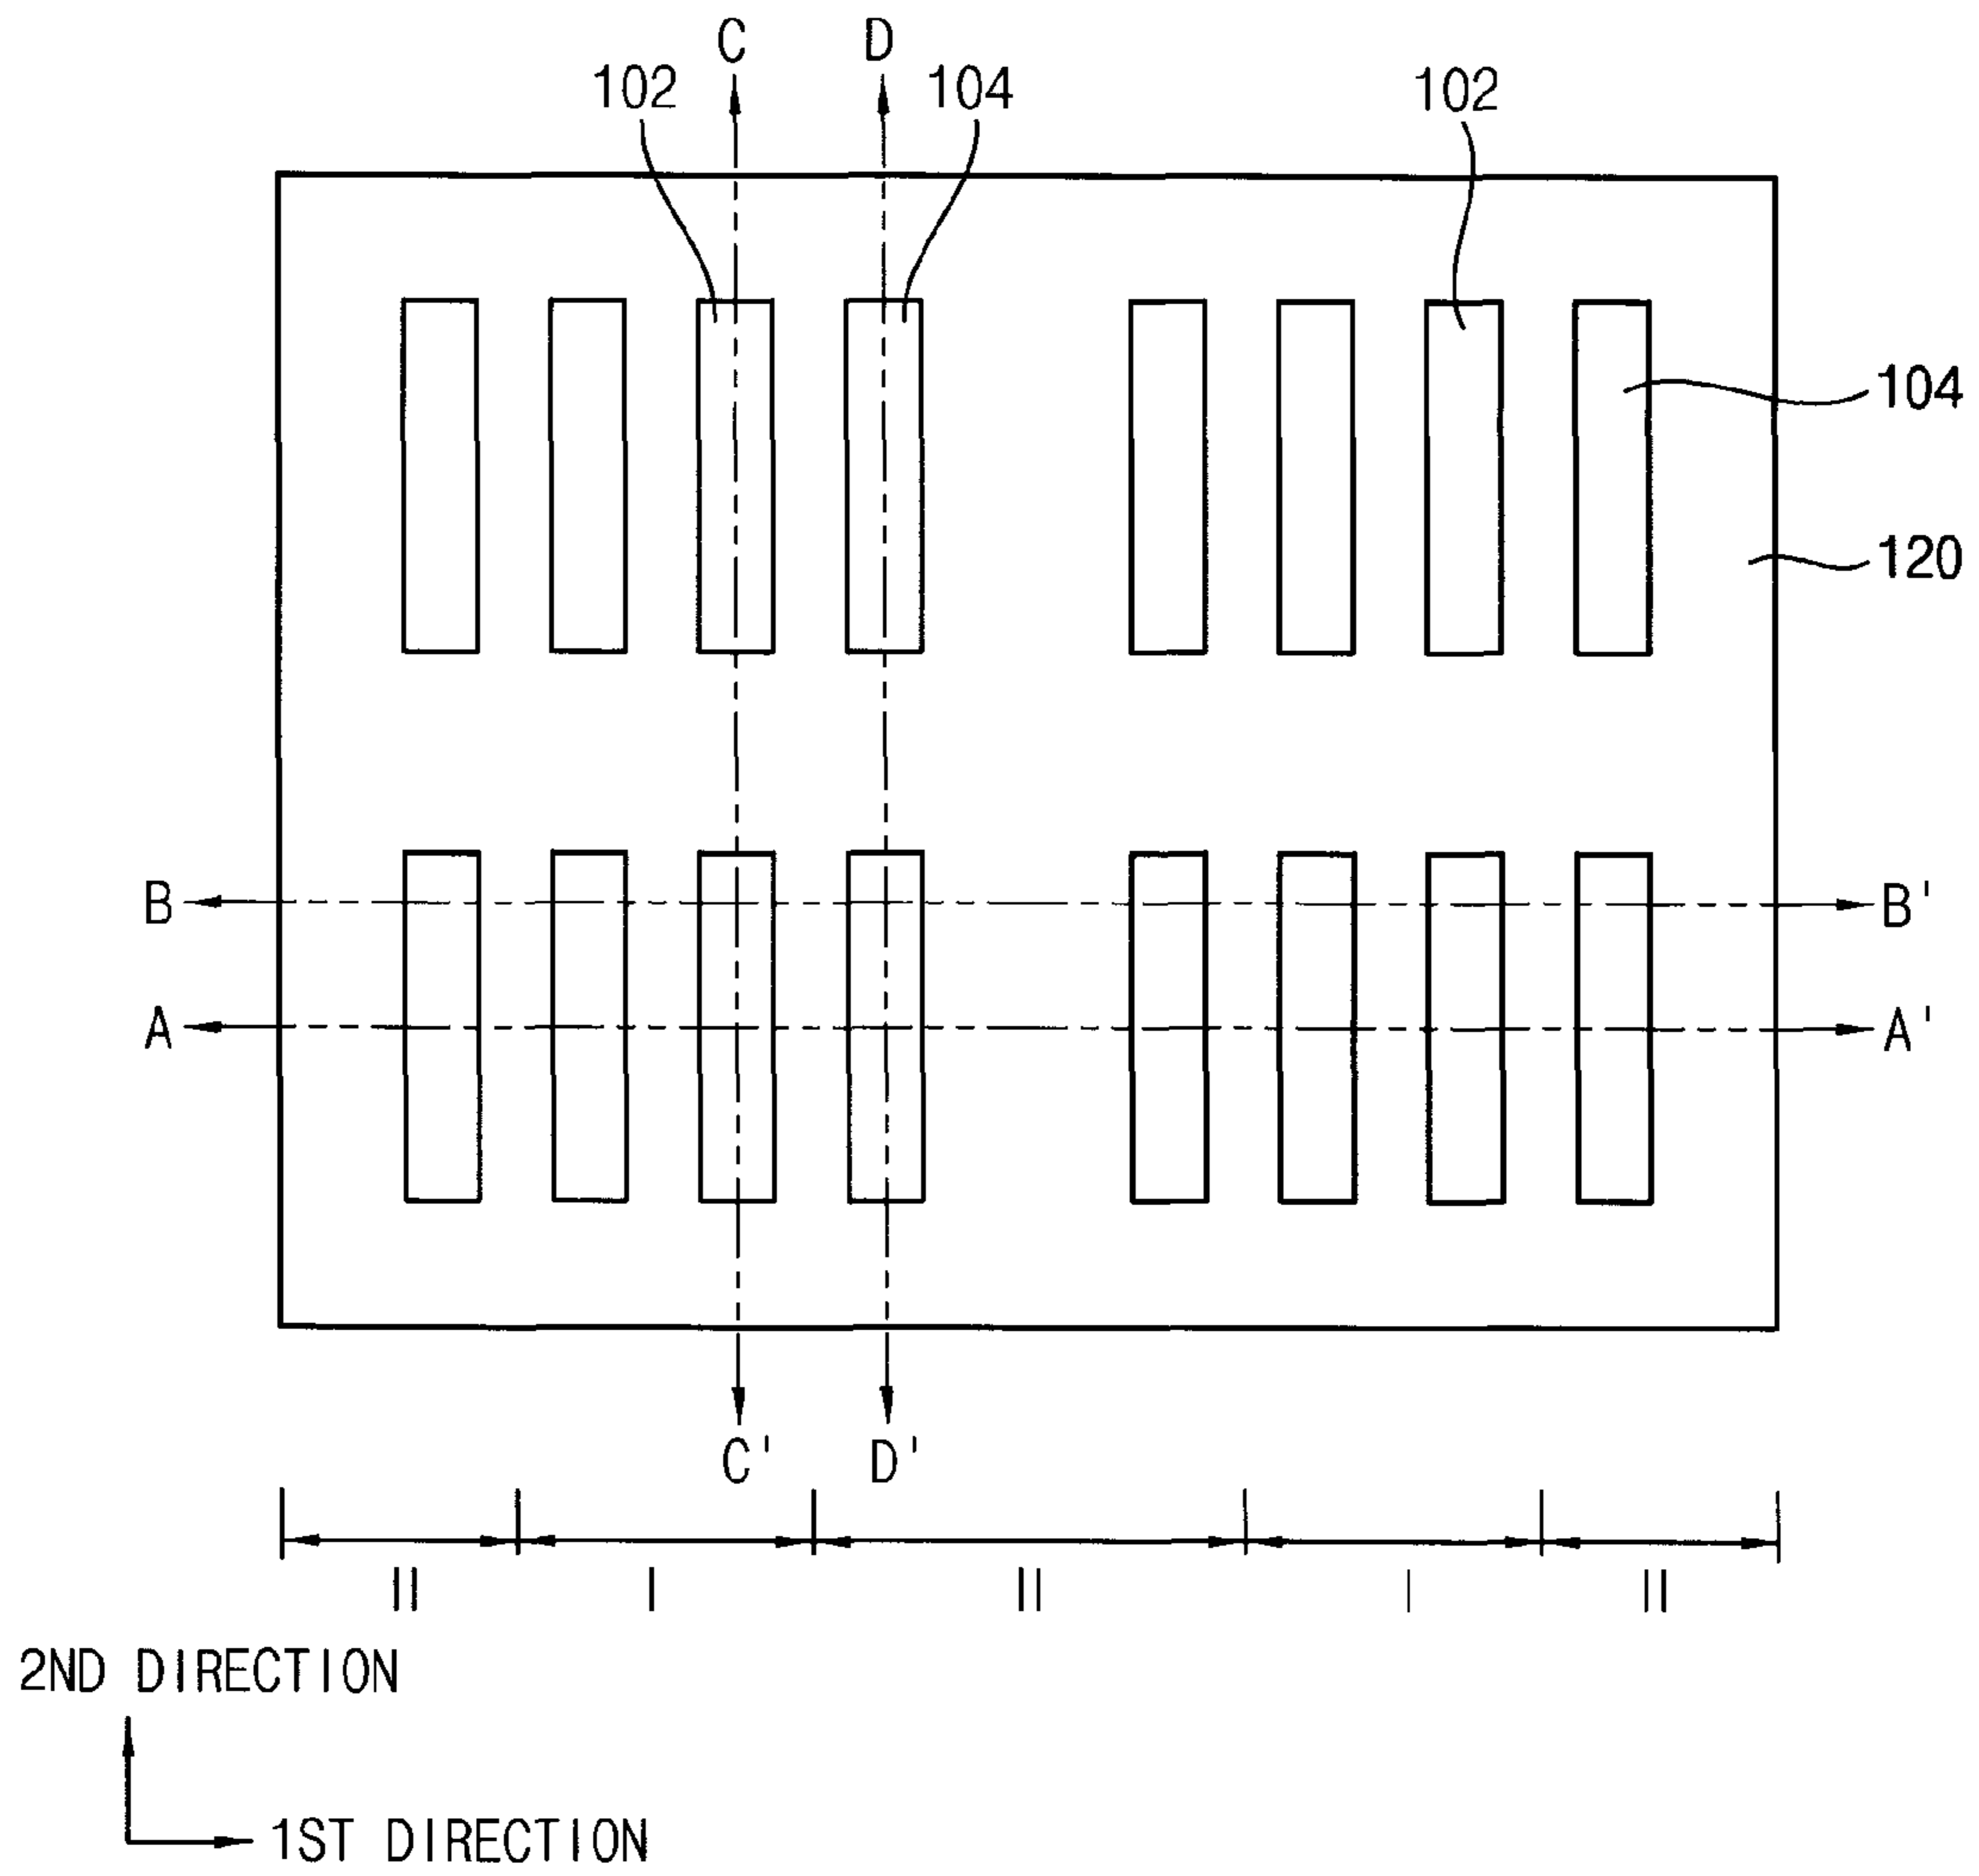 C D
102 104 102
104
120
B B'
A A'
C' D'
II I II I II
2ND DIRECTION
1ST DIRECTION